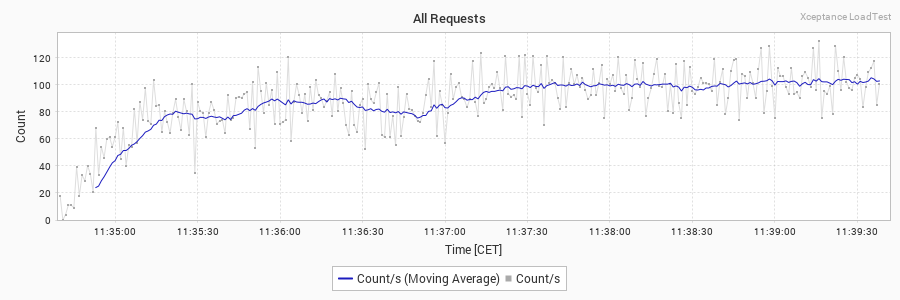 All Requests
Xceptance LoadTest
Count
120
100
80
60
40
20
0
11:35:00 11:35:30 11:36:00 11:36:30 11:37:00 11:37:30 11:38:00 11:38:30 11:39:00 11:39:30
Time [CET]
Count/s (Moving Average) Count/s